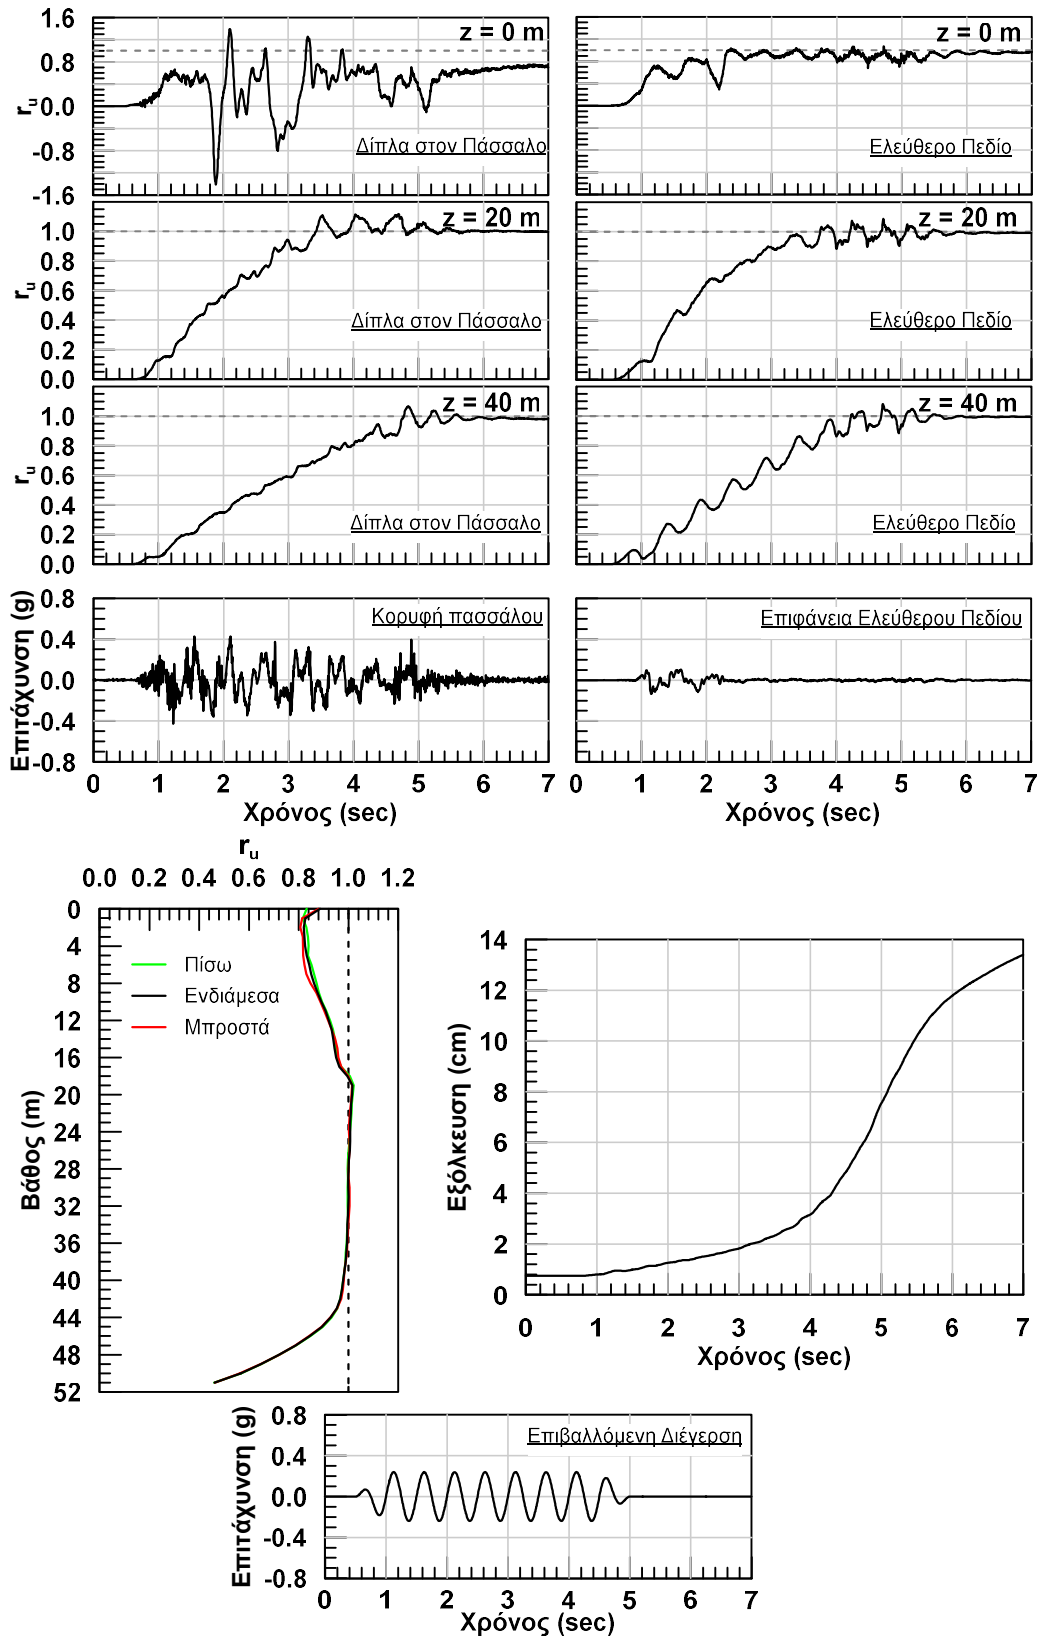 1.6
0.8
0.0
-0.8
-1.6
r_u
z = 0 m
Δίπλα στον Πάσσαλο
z = 0 m
Ελεύθερο Πεδίο
1.0
0.8
0.6
0.4
0.2
0.0
r_u
z = 20 m
Δίπλα στον Πάσσαλο
z = 20 m
Ελεύθερο Πεδίο
1.0
0.8
0.6
0.4
0.2
0.0
r_u
z = 40 m
Δίπλα στον Πάσσαλο
z = 40 m
Ελεύθερο Πεδίο
0.8
0.4
0.0
-0.4
-0.8
Επιτάχυνση (g)
Κορυφή πασσάλου
Επιφάνεια Ελεύθερου Πεδίου
0 1 2 3 4 5 6 7
Χρόνος (sec)
0 1 2 3 4 5 6 7
Χρόνος (sec)
r_u
0.0 0.2 0.4 0.6 0.8 1.0 1.2
0
4
8
12
16
20
24
28
32
36
40
44
48
52
Βάθος (m)
Πίσω
Ενδιάμεσα
Μπροστά
14
12
10
8
6
4
2
0
Εξόλκευση (cm)
0 1 2 3 4 5 6 7
Χρόνος (sec)
0.8
0.4
0.0
-0.4
-0.8
Επιτάχυνση (g)
Επιβαλλόμενη Διέγερση
0 1 2 3 4 5 6 7
Χρόνος (sec)